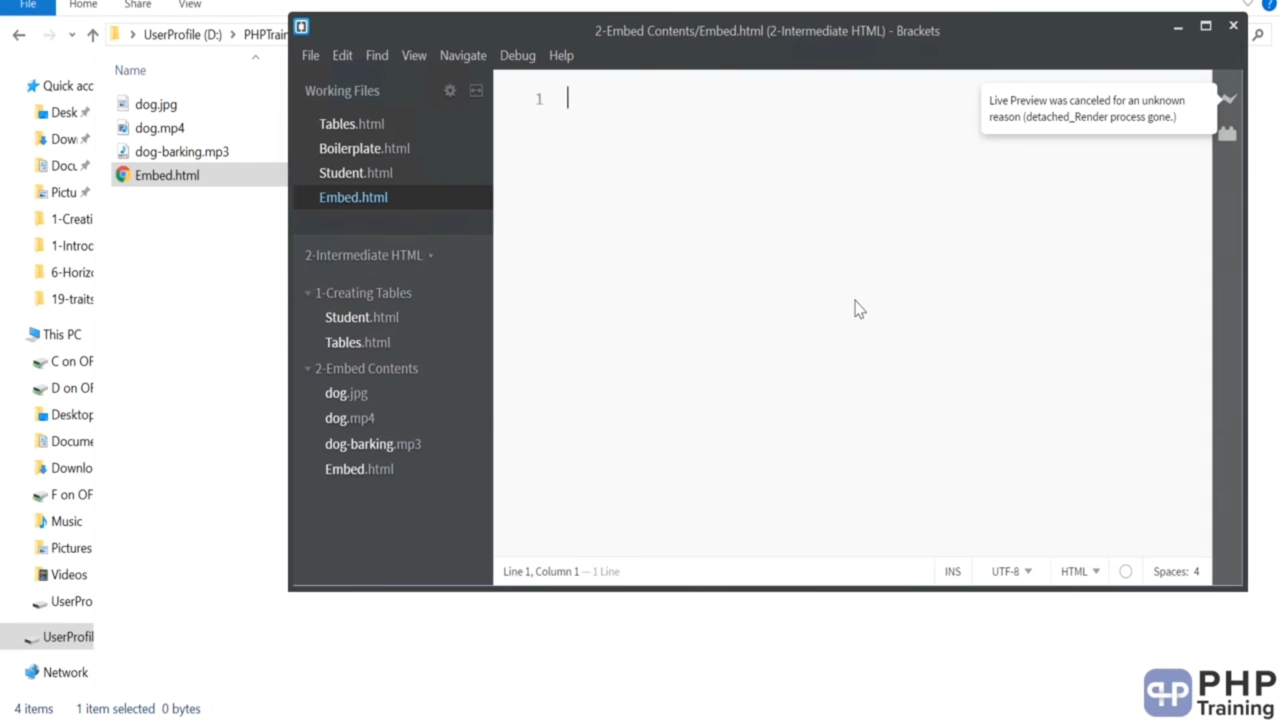 File
Home
Share
View
UserProfile (D:)
PHPTrain
Name
Quick acc
Desk
Dow
Docu
Pictu
1-Creati
1-Introc
6-Horizo
19-traits
This PC
C on OF
D on OF
Desktop
Docume
Downlo
F on OF
Music
Pictures
Videos
UserPro
UserProfil
Network
dog.jpg
dog.mp4
dog-barking.mp3
Embed.html
4 items
1 item selected 0 bytes
2-Embed Contents/Embed.html (2-Intermediate HTML) - Brackets
File Edit Find View Navigate Debug Help
Working Files
Tables.html
Boilerplate.html
Student.html
Embed.html
2-Intermediate HTML
1-Creating Tables
Student.html
Tables.html
2-Embed Contents
dog.jpg
dog.mp4
dog-barking.mp3
Embed.html
1
Live Preview was canceled for an unknown
reason (detached_Render process gone.)
Line 1, Column 1 — 1 Line
INS
UTF-8
HTML
Spaces: 4
PHP
Training